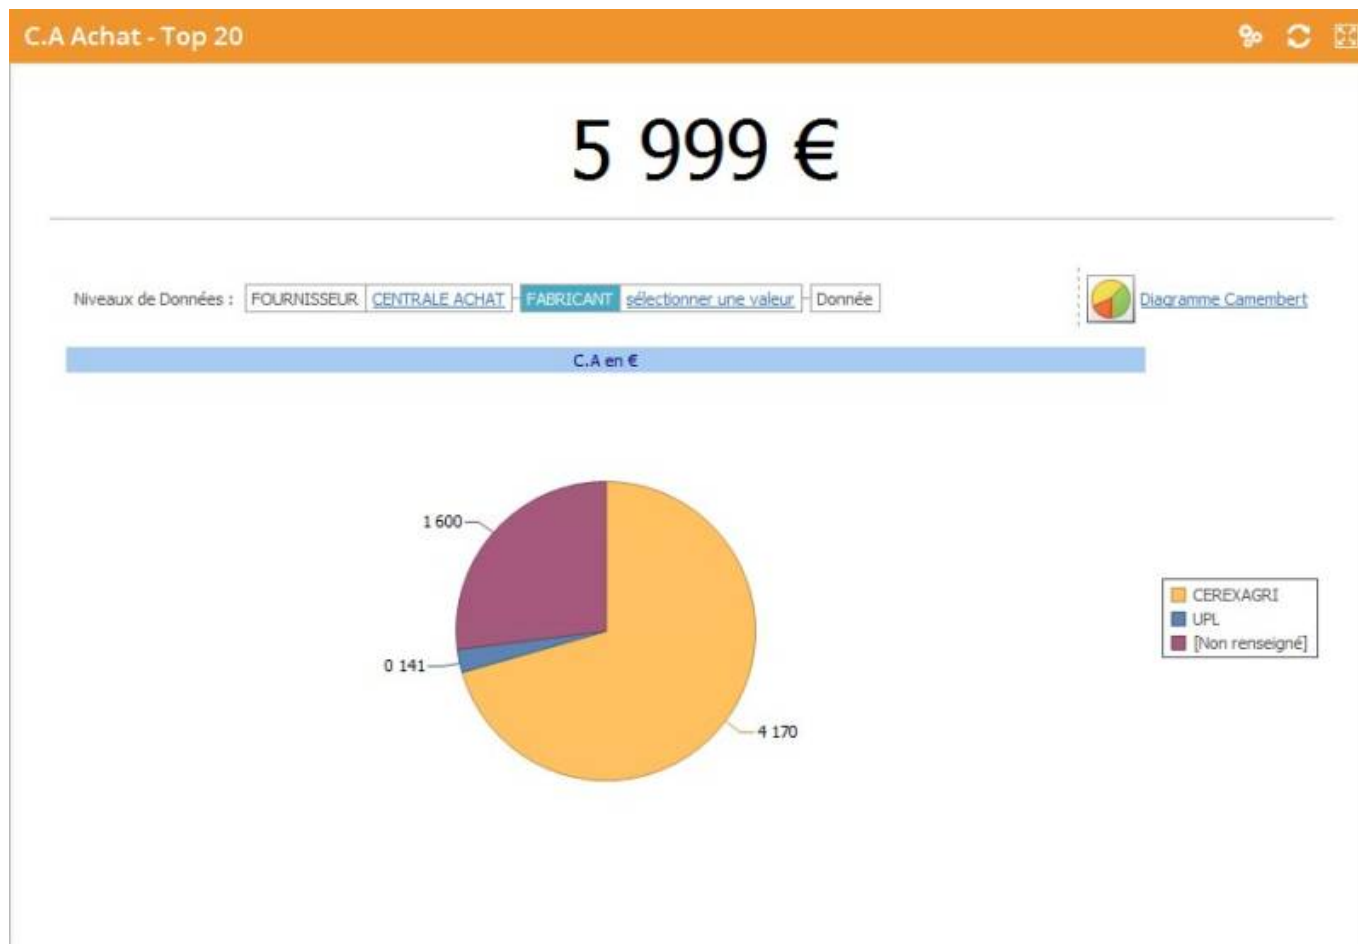 C.A Achat - Top 20
5 999 €
Niveaux de Données : FOURNISSEUR CENTRALE ACHAT FABRICANT sélectionner une valeur Donnée Diagramme Camembert
C.A en €
1 600
0 141
4 170
CEREXAGRI
UPL
[Non renseigné]